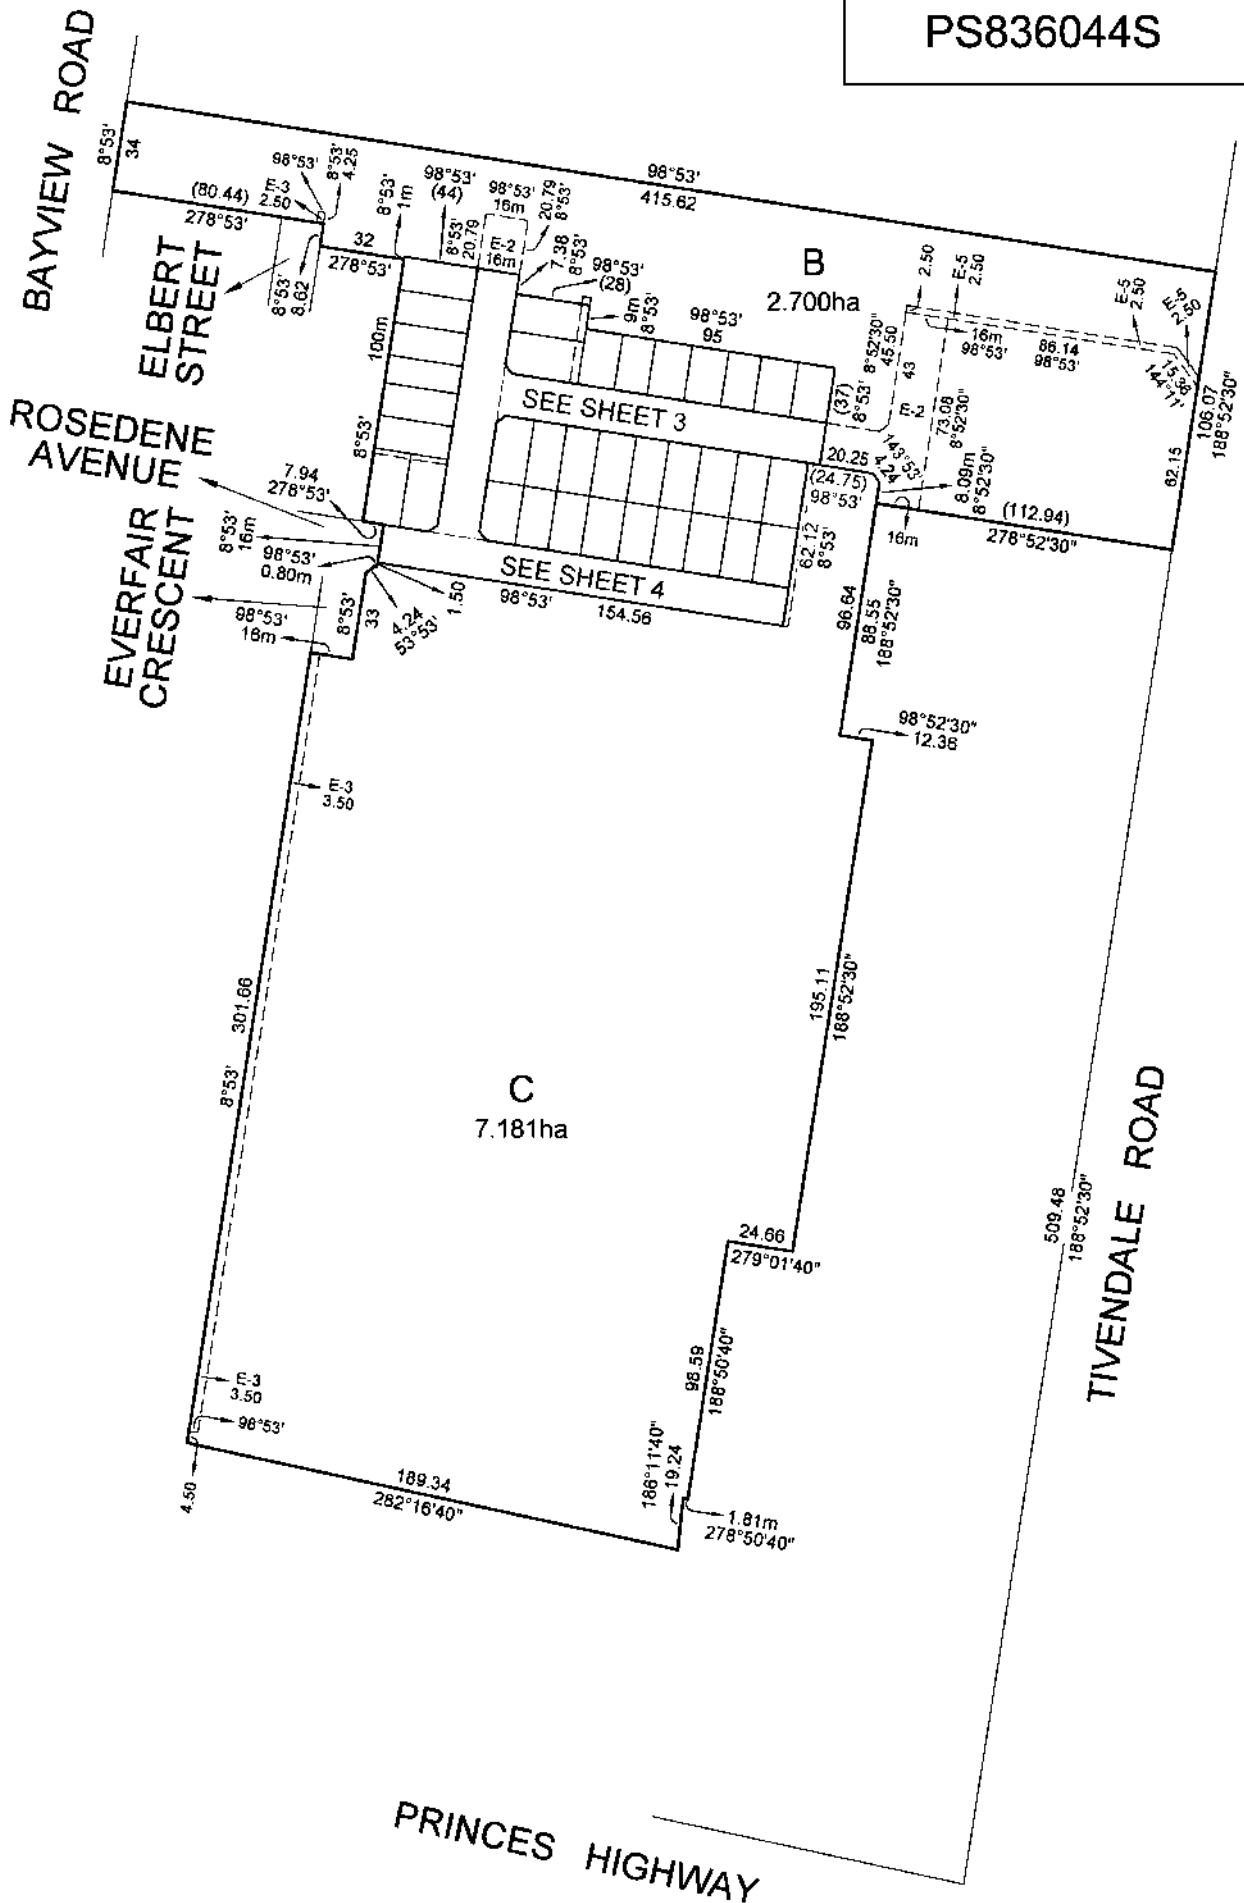 PS836044S
BAYVIEW ROAD
8°53'
34
(80.44)
278°53'
98°53'
E-3
2.50
8°53'
4.25
32
278°53'
8°53'
8.62
ELBERT
STREET
8°53'
1m
98°53'
(44)
8°53'
20.79
98°53'
16m
E-2
16m
20.79
8°53'
7.38
8°53'
98°53'
(28)
9m
8°53'
98°53'
415.62
B
2.700ha
98°53'
95
100m
8°53'
SEE SHEET 3
(37)
8°53'
8°52'30"
45.50
43
E-2
2.50
E-5
2.50
16m
98°53'
86.14
98°53'
E-5
2.50
E-5
2.50
15.36
144°11'
106.07
188°52'30"
62.15
73.08
8°52'30"
143°53'
4.24
20.25
(24.75)
98°53'
8.09m
8°52'30"
16m
(112.94)
278°52'30"
ROSEDENE
AVENUE
7.94
278°53'
8°53'
16m
98°53'
0.80m
EVERFAIR
CRESCENT
98°53'
16m
8°53'
33
4.24
53°53'
1.50
SEE SHEET 4
98°53'
154.56
62.12
8°53'
96.64
88.55
188°52'30"
98°52'30"
12.36
E-3
3.50
301.66
8°53'
195.11
188°52'30"
C
7.181ha
24.66
279°01'40"
98.59
188°50'40"
E-3
3.50
98°53'
4.50
189.34
282°16'40"
186°11'40"
19.24
1.81m
278°50'40"
509.48
188°52'30"
TIVENDALE ROAD
PRINCES HIGHWAY